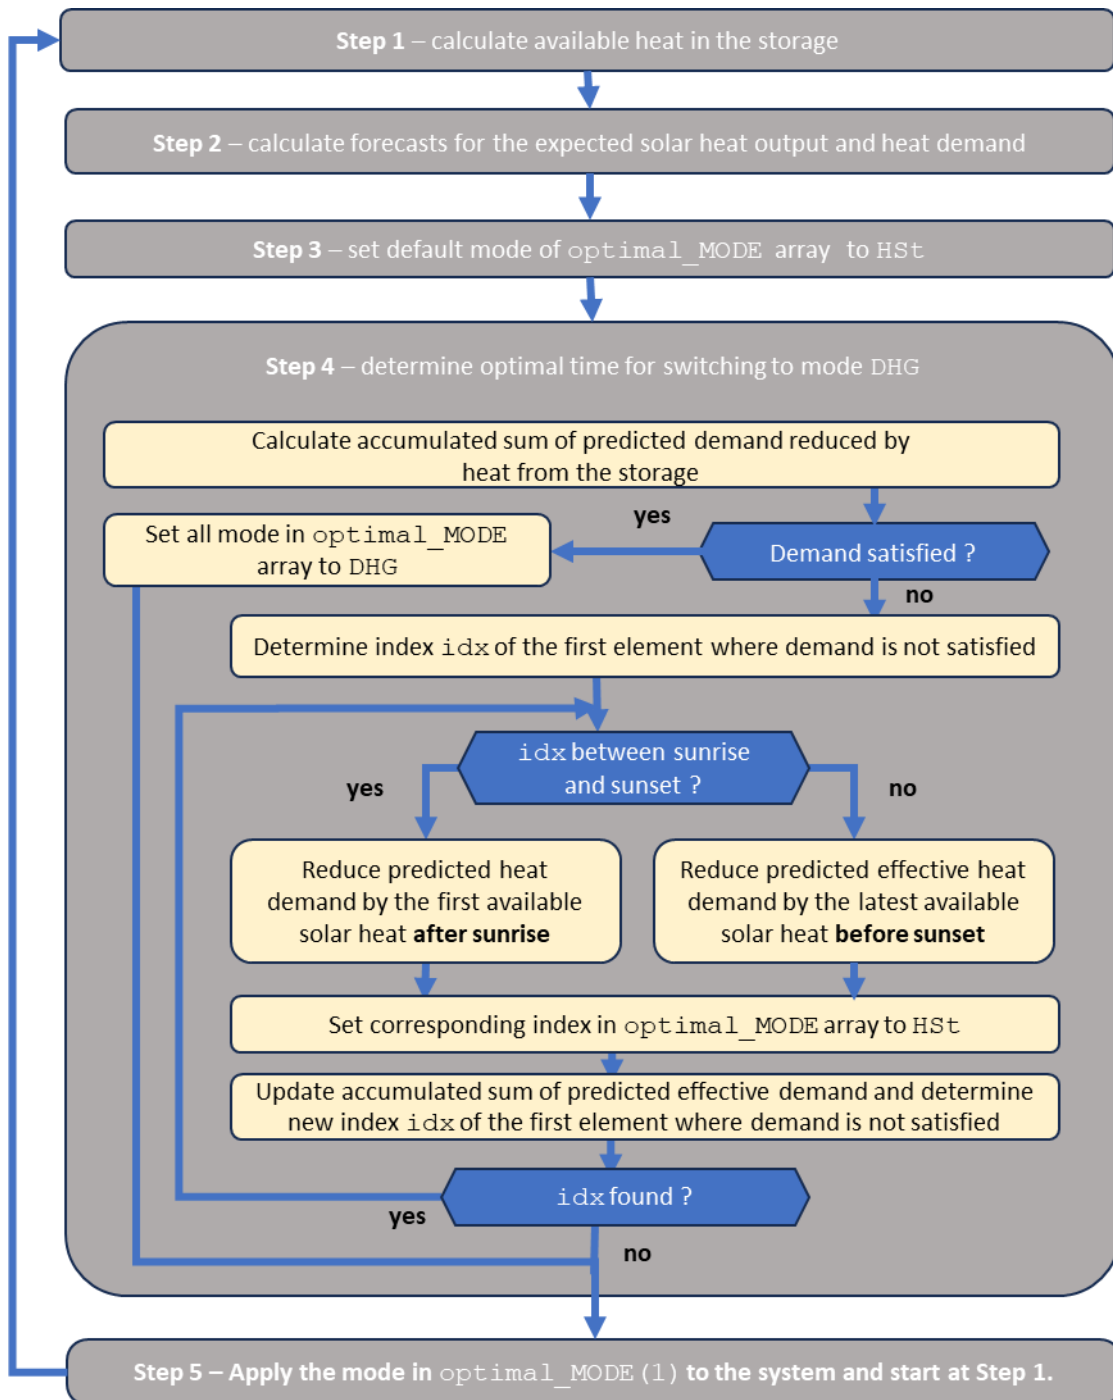 Step 1 – calculate available heat in the storage
Step 2 – calculate forecasts for the expected solar heat output and heat demand
Step 3 – set default mode of optimal_MODE array to HSt
Step 4 – determine optimal time for switching to mode DHG
Calculate accumulated sum of predicted demand reduced by
heat from the storage
yes
Set all mode in optimal_MODE
array to DHG
Demand satisfied ?
no
Determine index idx of the first element where demand is not satisfied
idx between sunrise
and sunset ?
yes
no
Reduce predicted heat
demand by the first available
solar heat after sunrise
Reduce predicted effective heat
demand by the latest available
solar heat before sunset
Set corresponding index in optimal_MODE array to HSt
Update accumulated sum of predicted effective demand and determine
new index idx of the first element where demand is not satisfied
idx found ?
yes
no
Step 5 – Apply the mode in optimal_MODE(1) to the system and start at Step 1.